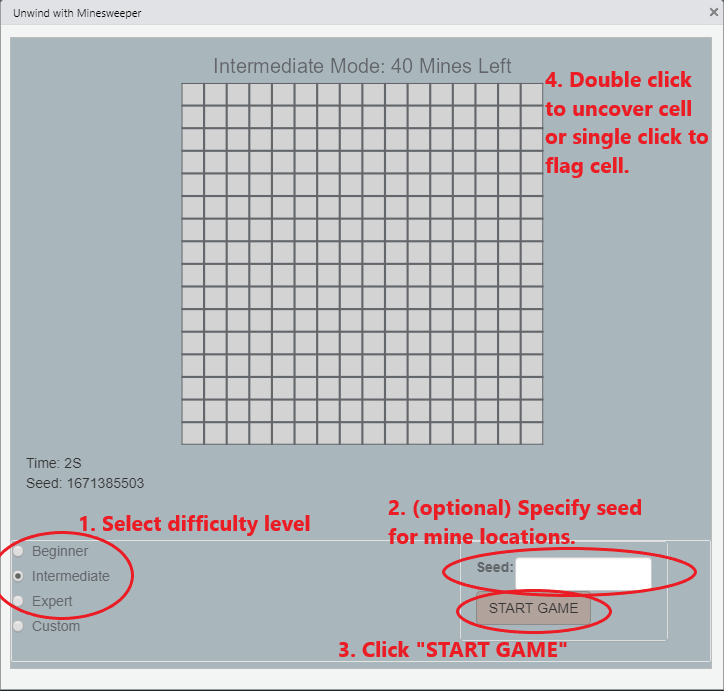 Unwind with Minesweeper
Intermediate Mode: 40 Mines Left
4. Double click
to uncover cell
or single click to
flag cell.
Time: 2S
Seed: 1671385503
1. Select difficulty level
2. (optional) Specify seed
for mine locations.
Beginner
Intermediate
Expert
Custom
Seed:
START GAME
3. Click "START GAME"